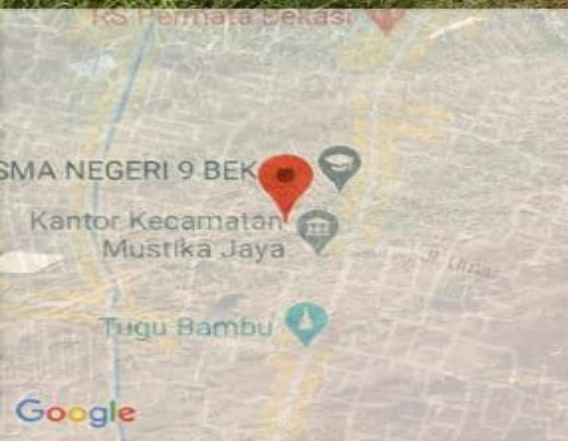 RS Permata Bekasi
SMA NEGERI 9 BEK
Kantor Kecamatan
Mustika Jaya
Tugu Bambu
Google